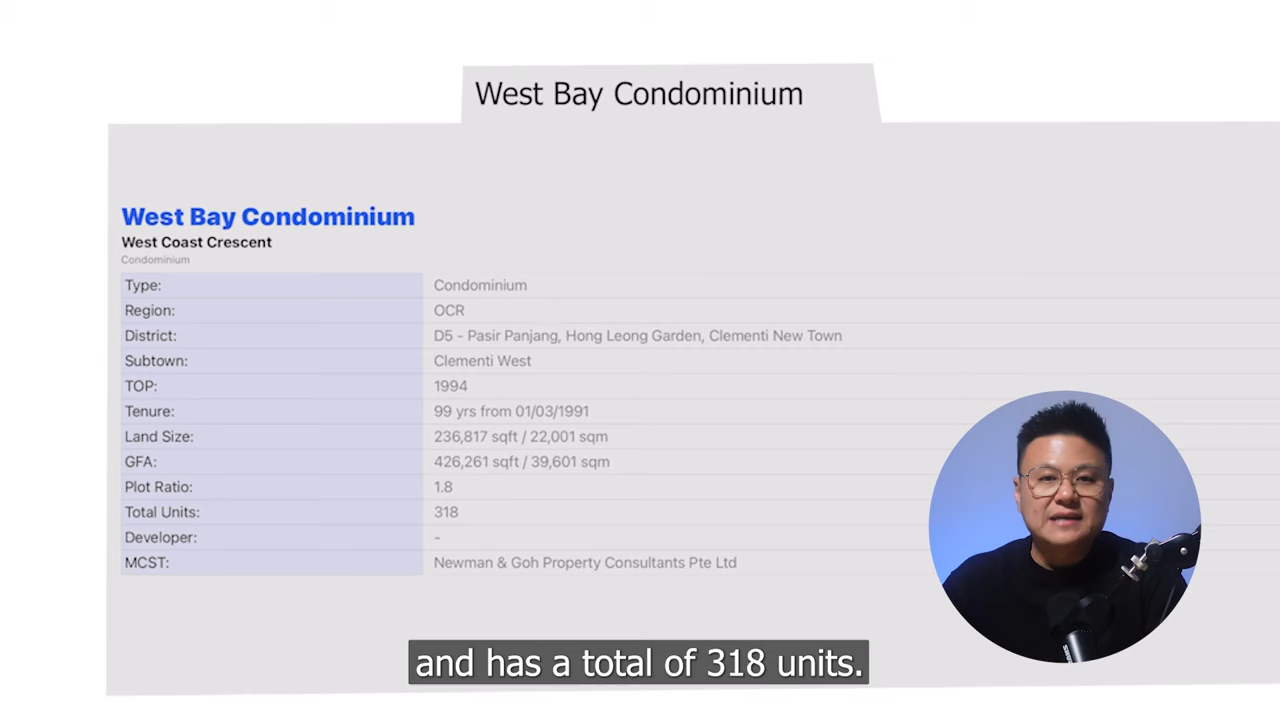 West Bay Condominium
West Bay Condominium
West Coast Crescent
Condominium
Type: Condominium
Region: OCR
District: D5 - Pasir Panjang, Hong Leong Garden, Clementi New Town
Subtown: Clementi West
TOP: 1994
Tenure: 99 yrs from 01/03/1991
Land Size: 236,817 sqft / 22,001 sqm
GFA: 426,261 sqft / 39,601 sqm
Plot Ratio: 1.8
Total Units: 318
Developer: -
MCST: Newman & Goh Property Consultants Pte Ltd
and has a total of 318 units.